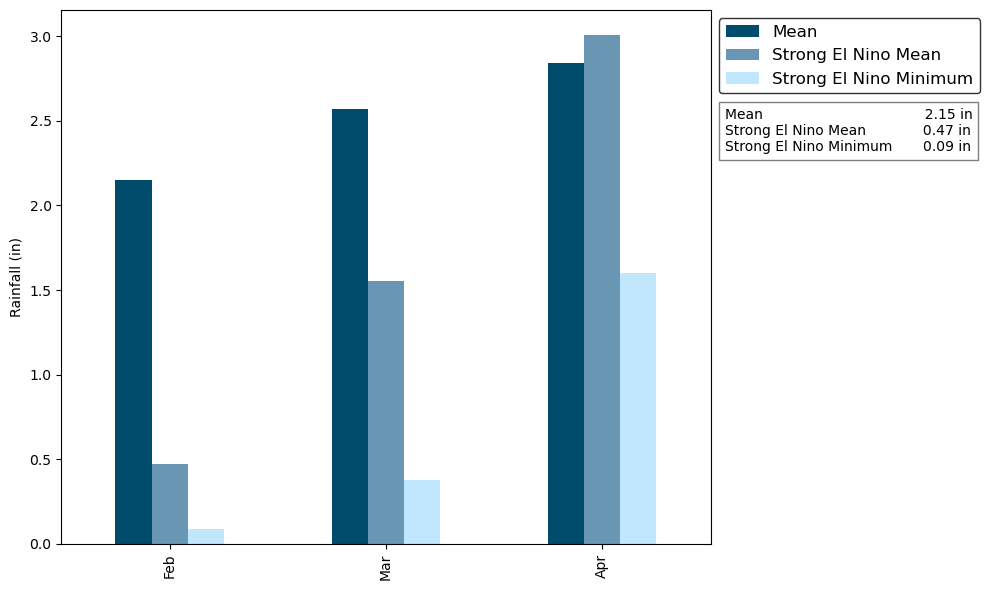 Mean
Strong El Nino Mean
Strong El Nino Minimum
Mean 2.15 in
Strong El Nino Mean 0.47 in
Strong El Nino Minimum 0.09 in
Rainfall (in)
3.0
2.5
2.0
1.5
1.0
0.5
0.0
Feb
Mar
Apr